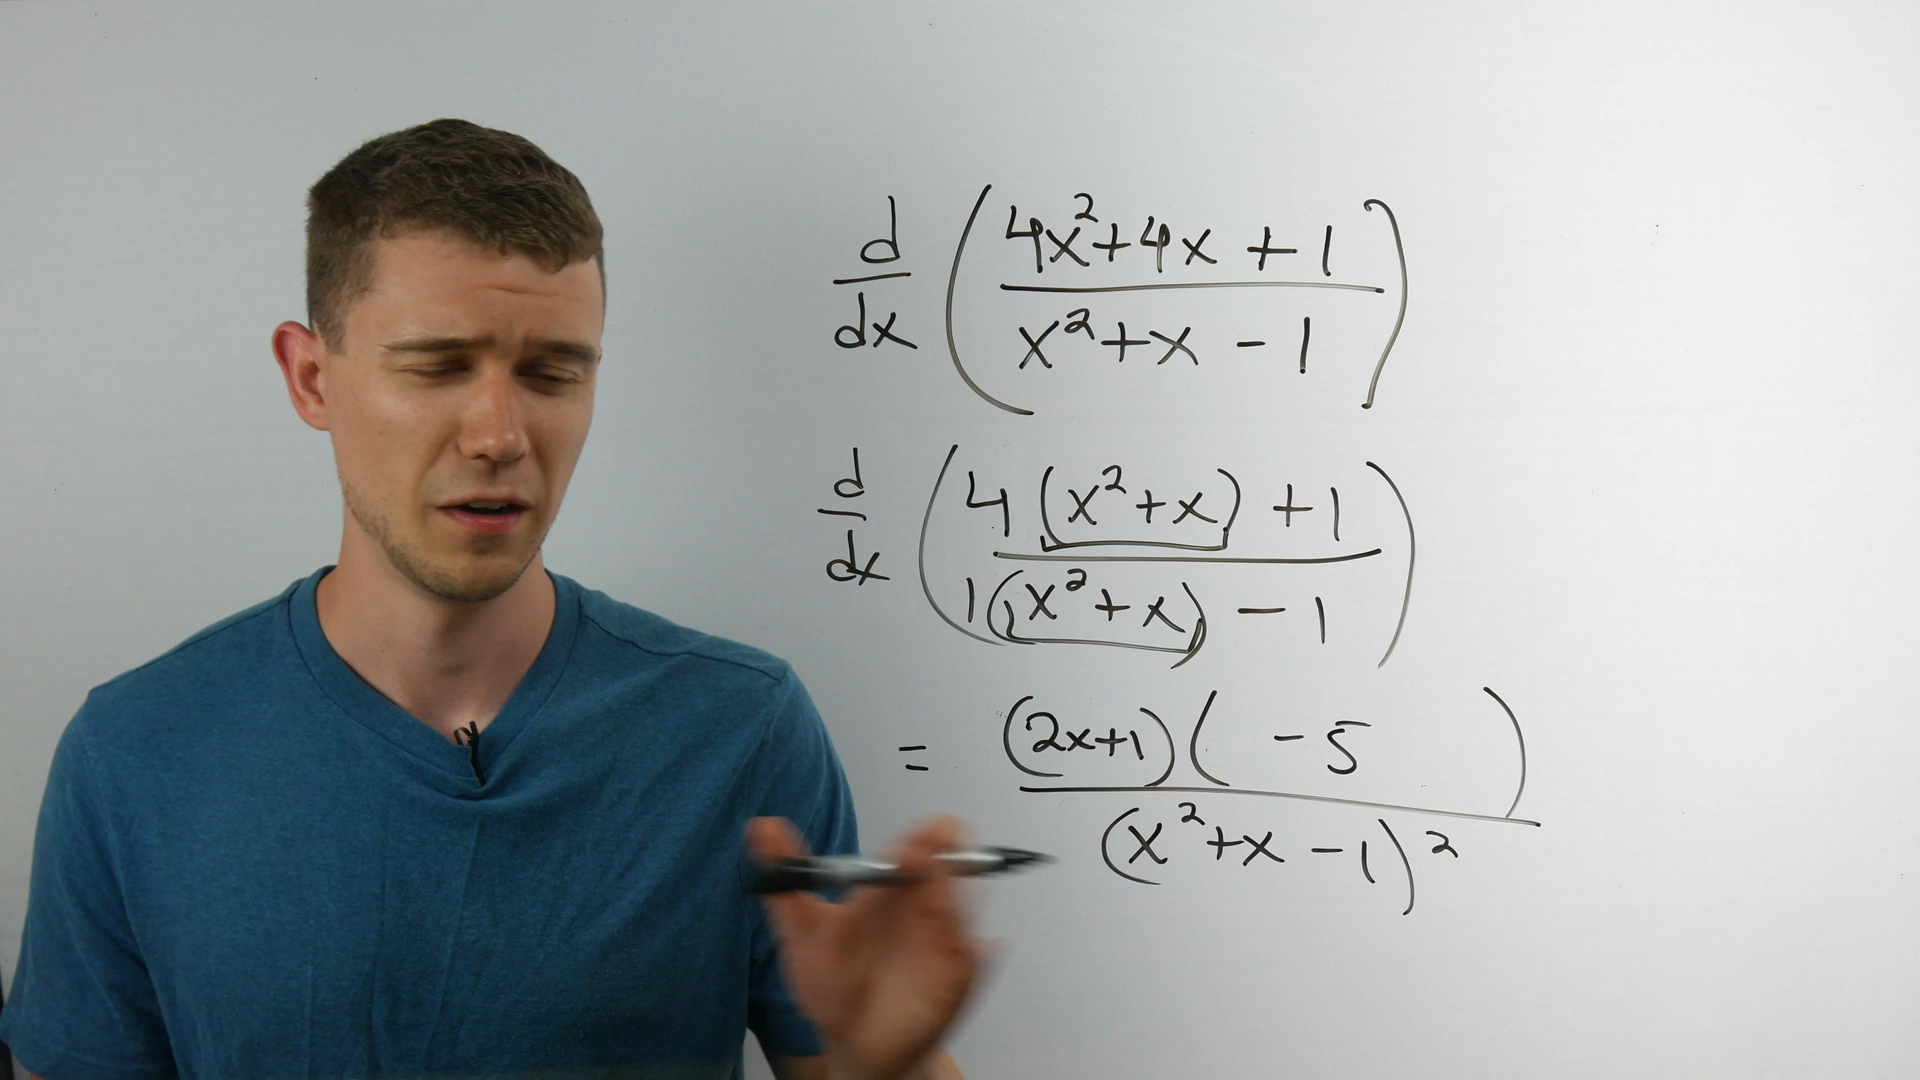 d/dx ( (4x²+4x + 1) / (x²+x - 1) )
d/dx ( (4(x²+x) +1) / (1(x²+x) - 1) )
= (2x+1)( -5 ) / (x²+x -1)²